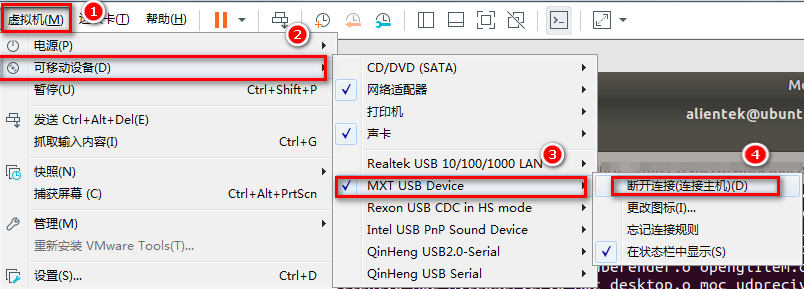 虚拟机(M) 1 卡(T) 帮助(H)
2
电源(P)
可移动设备(D)
暂停(U) Ctrl+Shift+P
发送 Ctrl+Alt+Del(E)
抓取输入内容(I) Ctrl+G
快照(N)
捕获屏幕 (C) Ctrl+Alt+PrtScn
管理(M)
重新安装 VMware Tools(T)...
设置(S)... Ctrl+D
CD/DVD (SATA)
网络适配器
打印机
声卡
3
Realtek USB 10/100/1000 LAN
MXT USB Device
Rexon USB CDC in HS mode
Intel USB PnP Sound Device
QinHeng USB2.0-Serial
QinHeng USB Serial
alientek@ubunt
4
断开连接(连接主机)(D)
更改图标(I)...
忘记连接规则
在状态栏中显示(S)
desktop.o moc_udpreciv